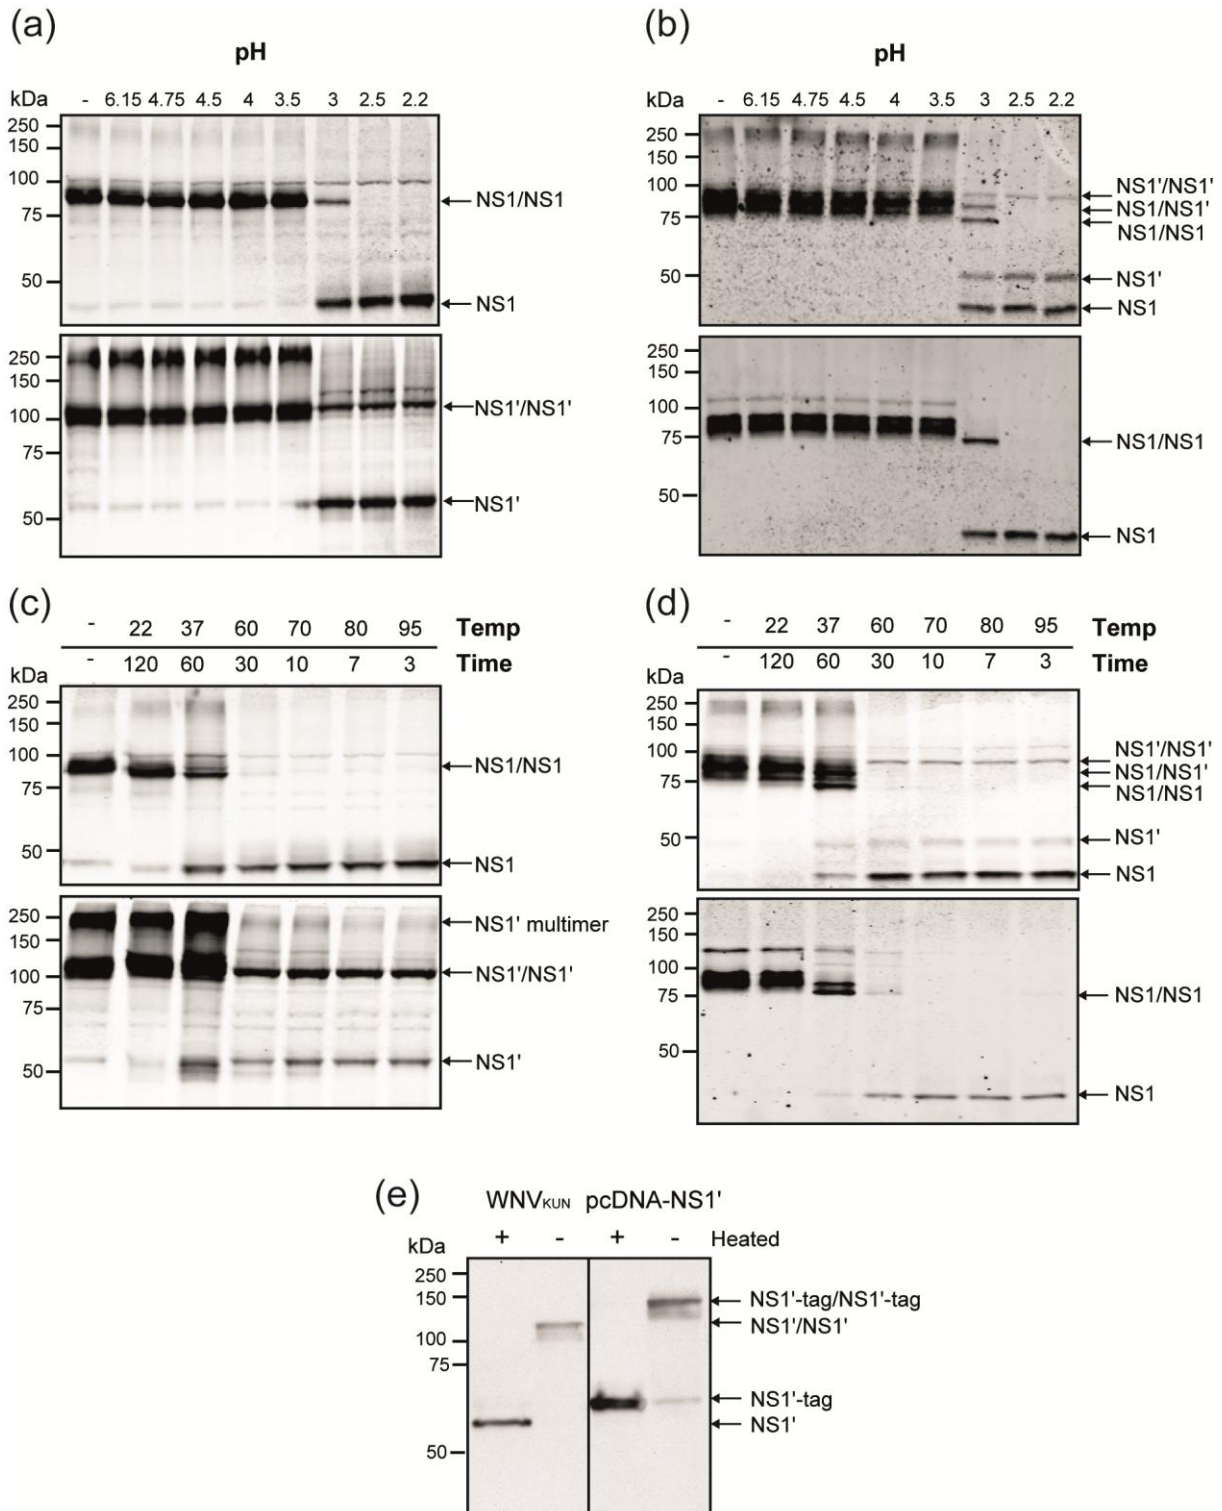 (a)
pH
kDa - 6.15 4.75 4.5 4 3.5 3 2.5 2.2
250
150
100
75
50
NS1/NS1
NS1
250
150
100
75
50
NS1'/NS1'
NS1'
(b)
pH
kDa - 6.15 4.75 4.5 4 3.5 3 2.5 2.2
250
150
100
75
50
NS1'/NS1'
NS1/NS1'
NS1/NS1
NS1'
NS1
250
150
100
75
50
NS1/NS1
NS1
(c)
- 22 37 60 70 80 95 Temp
- 120 60 30 10 7 3 Time
kDa
250
150
100
75
50
NS1/NS1
NS1
250
150
100
75
50
NS1' multimer
NS1'/NS1'
NS1'
(d)
- 22 37 60 70 80 95 Temp
- 120 60 30 10 7 3 Time
kDa
250
150
100
75
50
NS1'/NS1'
NS1/NS1'
NS1/NS1
NS1'
NS1
250
150
100
75
50
NS1/NS1
NS1
(e)
WNVKUN pcDNA-NS1'
+ - + - Heated
kDa
250
150
100
75
50
NS1'-tag/NS1'-tag
NS1'/NS1'
NS1'-tag
NS1'